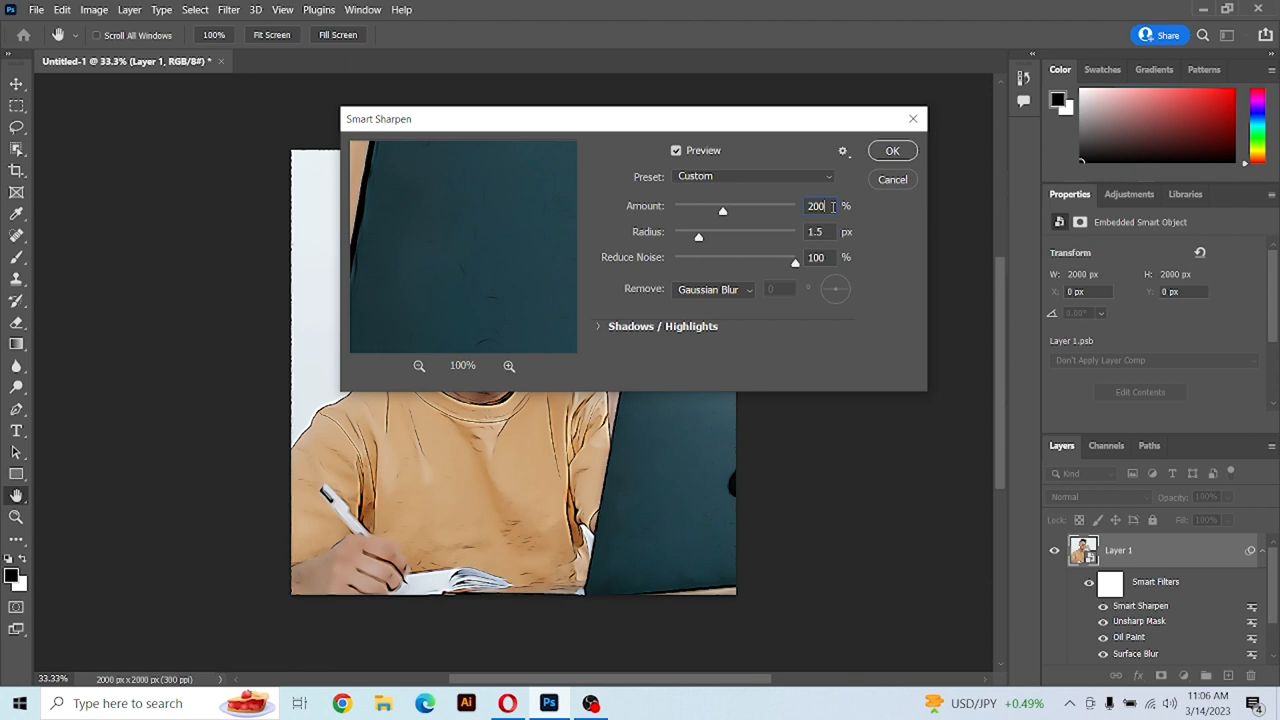 Ps File Edit Image Layer Type Select Filter 3D View Plugins Window Help
Scroll All Windows 100% Fit Screen Fill Screen Share
Untitled-1 @ 33.3% (Layer 1, RGB/8#) *
Color Swatches Gradients Patterns
Smart Sharpen
Preview OK
Preset: Custom Cancel
Amount: 200 %
Radius: 1.5 px
Reduce Noise: 100 %
Remove: Gaussian Blur 0 °
Shadows / Highlights
100%
Properties Adjustments Libraries
Embedded Smart Object
Transform
W: 2000 px H: 2000 px
X: 0 px Y: 0 px
0.00°
Layer 1.psb
Don't Apply Layer Comp
Edit Contents
Layers Channels Paths
Kind
Normal Opacity: 100%
Lock: Fill: 100%
Layer 1
Smart Filters
Smart Sharpen
Unsharp Mask
Oil Paint
Surface Blur
fx
33.33% 2000 px x 2000 px (300 ppi)
Type here to search Ai Ps USD/JPY +0.49% 11:06 AM
3/14/2023 4